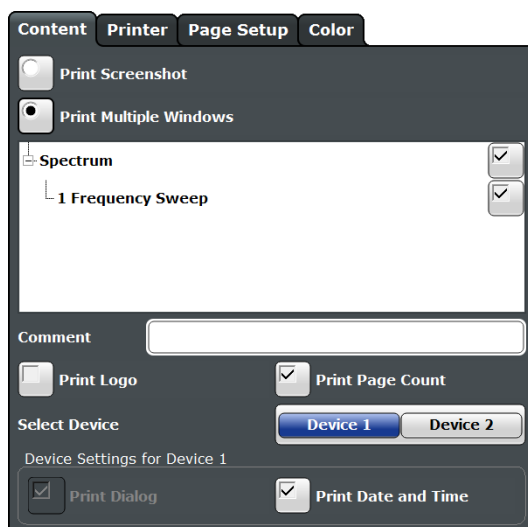 Content Printer Page Setup Color
Print Screenshot
Print Multiple Windows
Spectrum
1 Frequency Sweep
Comment
Print Logo Print Page Count
Select Device Device 1 Device 2
Device Settings for Device 1
Print Dialog Print Date and Time